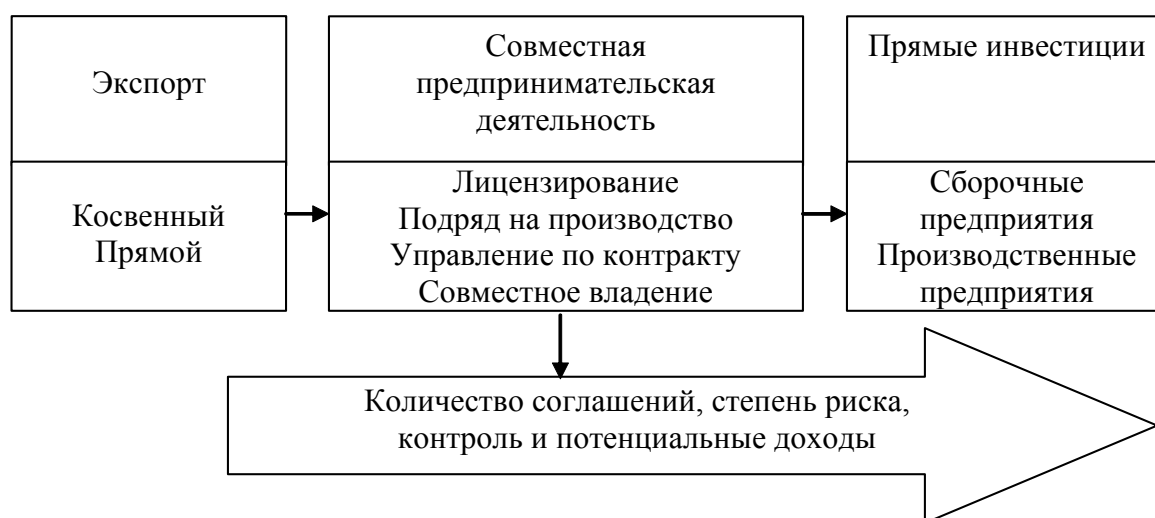 Экспорт
Совместная
предпринимательская
деятельность
Прямые инвестиции
Косвенный
Прямой
Лицензирование
Подряд на производство
Управление по контракту
Совместное владение
Сборочные
предприятия
Производственные
предприятия
Количество соглашений, степень риска,
контроль и потенциальные доходы